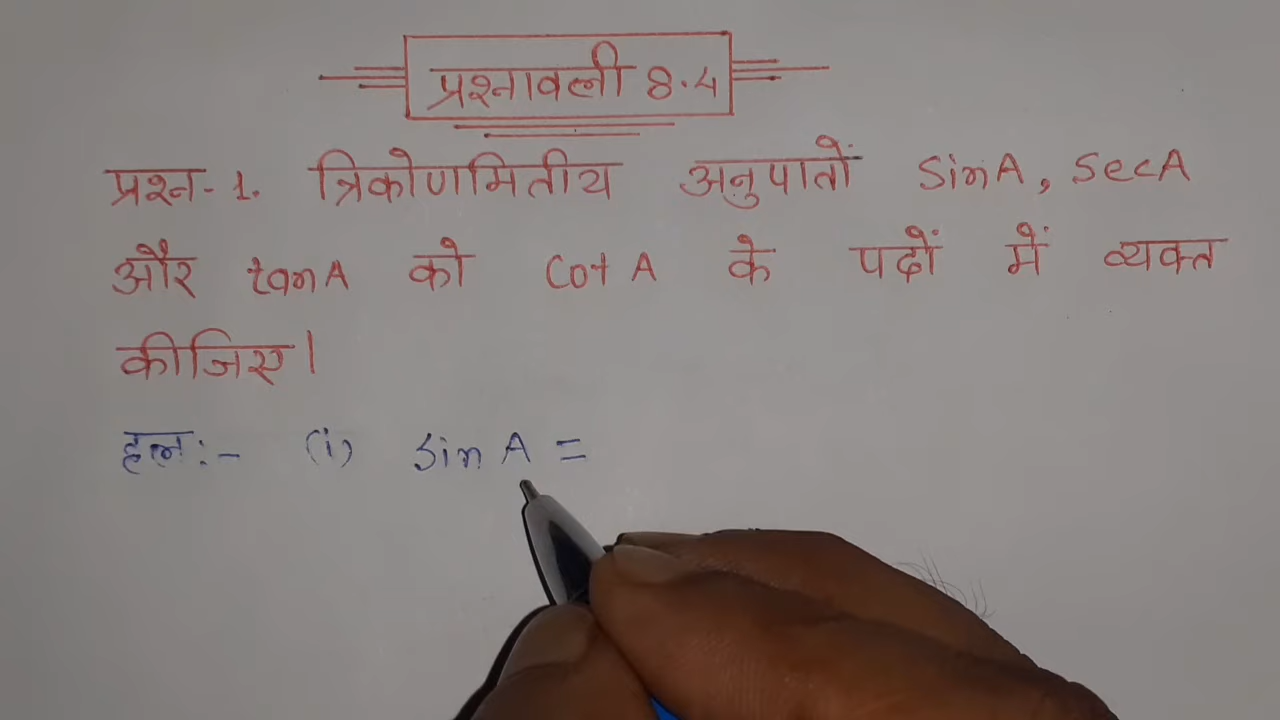 प्रश्नावली 8.4
प्रश्न-1. त्रिकोणमितीय अनुपातों sinA, secA
और tanA को cot A के पदों में व्यक्त
कीजिए।
हल:- (i) sin A =